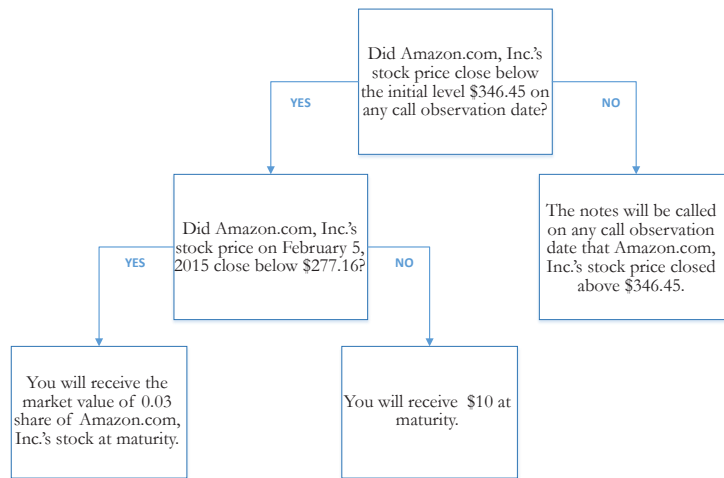 Did Amazon.com, Inc.'s
stock price close below
the initial level $346.45 on
any call observation date?
YES
NO
Did Amazon.com, Inc.'s
stock price on February 5,
2015 close below $277.16?
The notes will be called
on any call observation
date that Amazon.com,
Inc.'s stock price closed
above $346.45.
YES
NO
You will receive the
market value of 0.03
share of Amazon.com,
Inc.'s stock at maturity.
You will receive $10 at
maturity.